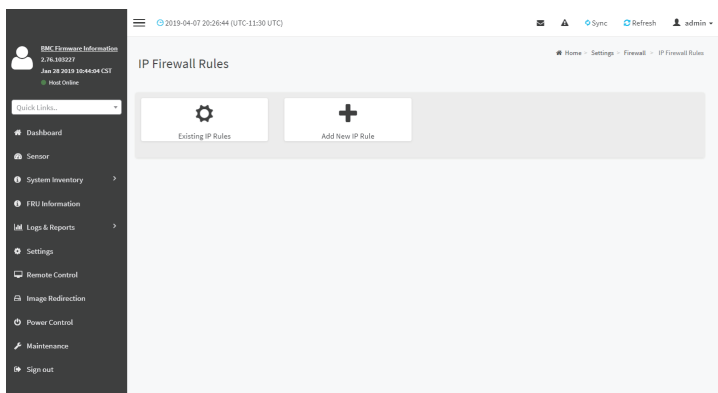 BMC Firmware Information
2.76.103227
Jan 28 2019 10:44:04 CST
Host Online
Quick Links..
Dashboard
Sensor
System Inventory
FRU Information
Logs & Reports
Settings
Remote Control
Image Redirection
Power Control
Maintenance
Sign out
2019-04-07 20:26:44 (UTC-11:30 UTC)
Sync
Refresh
admin
IP Firewall Rules
Home > Settings > Firewall > IP Firewall Rules
Existing IP Rules
Add New IP Rule